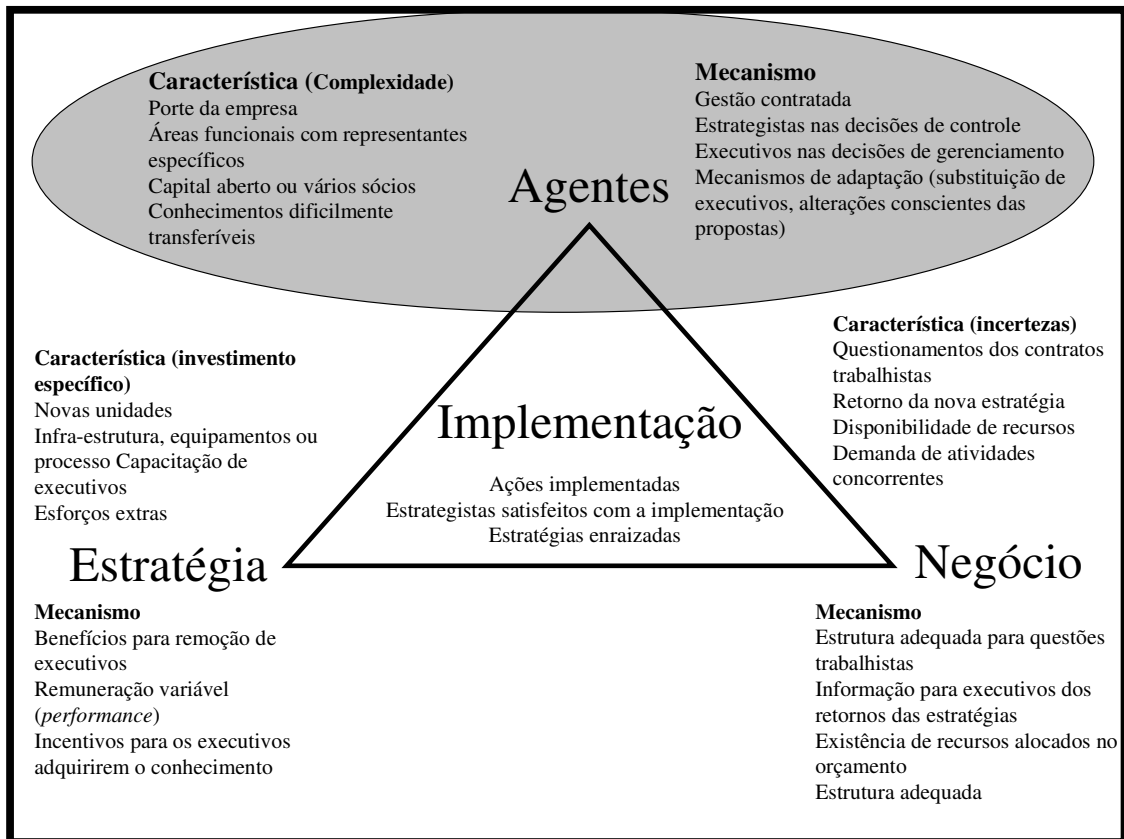 Característica (Complexidade)
Porte da empresa
Áreas funcionais com representantes
específicos
Capital aberto ou vários sócios
Conhecimentos dificilmente
transferíveis
Mecanismo
Gestão contratada
Estrategistas nas decisões de controle
Executivos nas decisões de gerenciamento
Mecanismos de adaptação (substituição de
executivos, alterações conscientes das
propostas)
Agentes
Característica (investimento
específico)
Novas unidades
Infra-estrutura, equipamentos ou
processo Capacitação de
executivos
Esforços extras
Implementação
Ações implementadas
Estrategistas satisfeitos com a implementação
Estratégias enraizadas
Característica (incertezas)
Questionamentos dos contratos
trabalhistas
Retorno da nova estratégia
Disponibilidade de recursos
Demanda de atividades
concorrentes
Estratégia
Negócio
Mecanismo
Benefícios para remoção de
executivos
Remuneração variável
(performance)
Incentivos para os executivos
adquirirem o conhecimento
Mecanismo
Estrutura adequada para questões
trabalhistas
Informação para executivos dos
retornos das estratégias
Existência de recursos alocados no
orçamento
Estrutura adequada